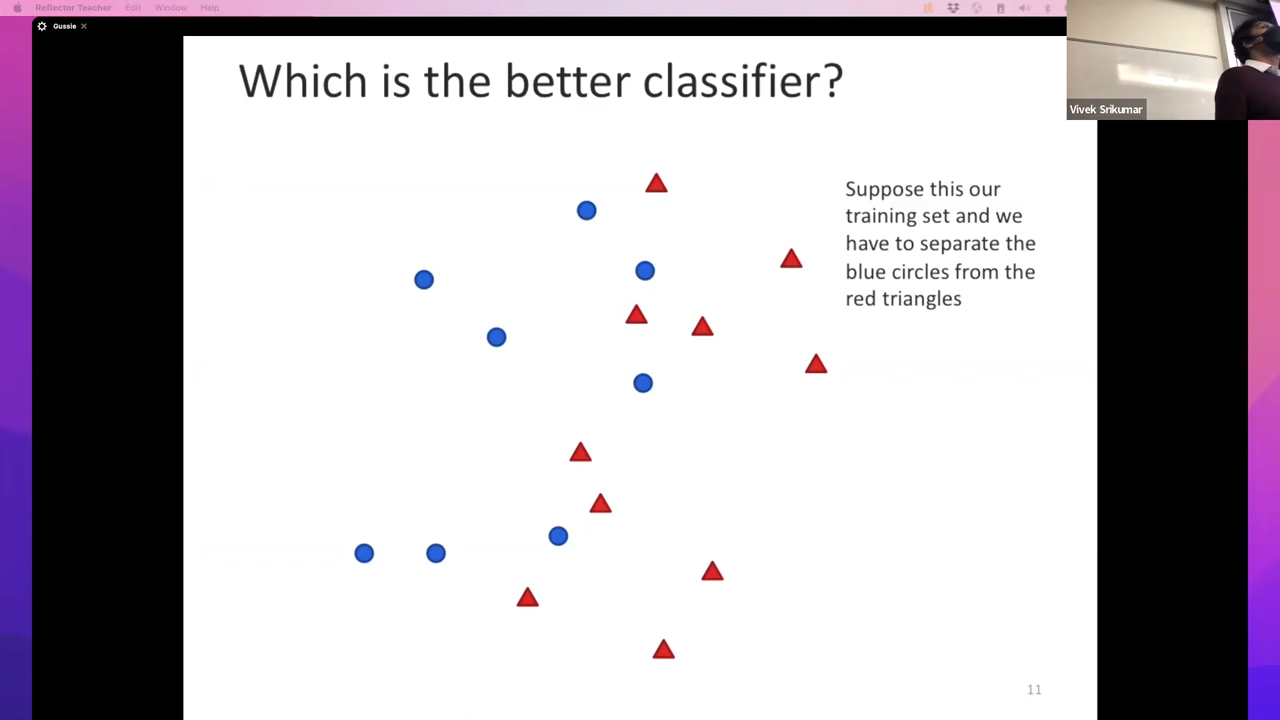 Reflector Teacher Edit Window Help
Gussie
Which is the better classifier?
Vivek Srikumar
Suppose this our
training set and we
have to separate the
blue circles from the
red triangles
11